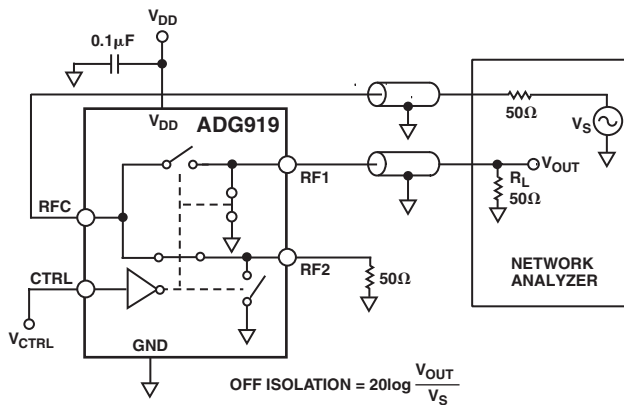 V_DD
0.1μF
V_DD
ADG919
50Ω
V_S
RF1
V_OUT
R_L
50Ω
RFC
RF2
CTRL
50Ω
NETWORK
ANALYZER
V_CTRL
GND
OFF ISOLATION = 20log V_OUT / V_S